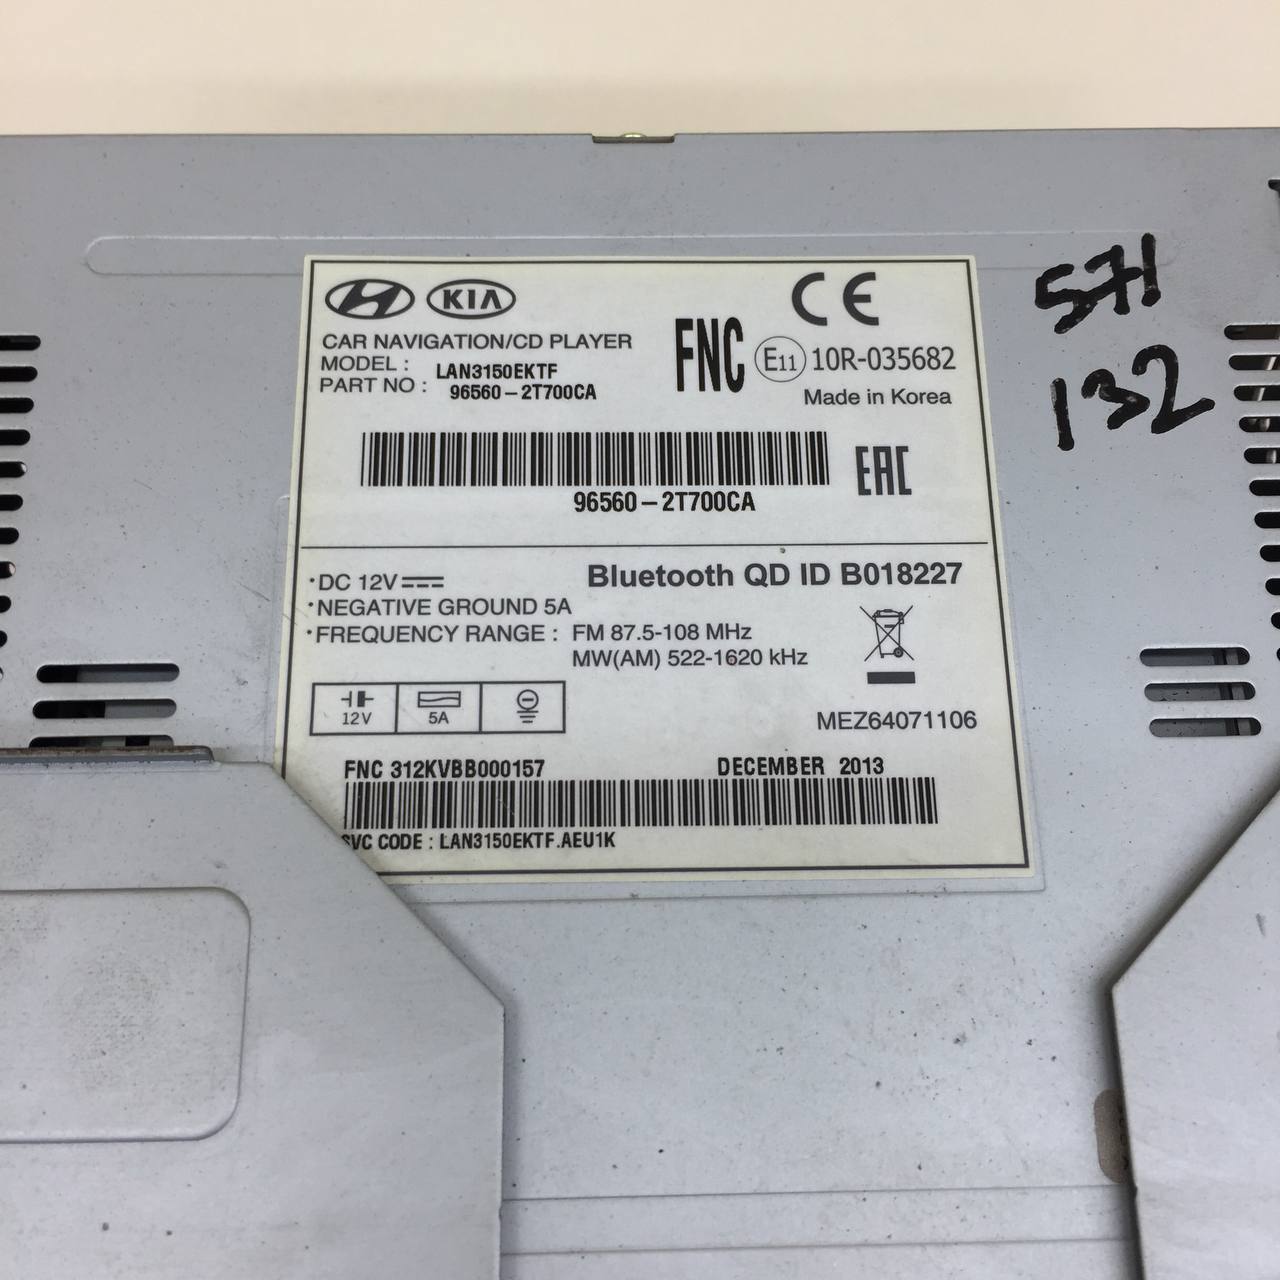 KIA
CE
CAR NAVIGATION/CD PLAYER
MODEL : LAN3150EKTF
PART NO : 96560-2T700CA
FNC E11 10R-035682
Made in Korea
571
132
96560-2T700CA
EAC
• DC 12V
• NEGATIVE GROUND 5A
• FREQUENCY RANGE : FM 87.5-108 MHz
MW(AM) 522-1620 kHz
Bluetooth QD ID B018227
12V 5A
MEZ64071106
FNC 312KVBB000157 DECEMBER 2013
SVC CODE : LAN3150EKTF.AEU1K